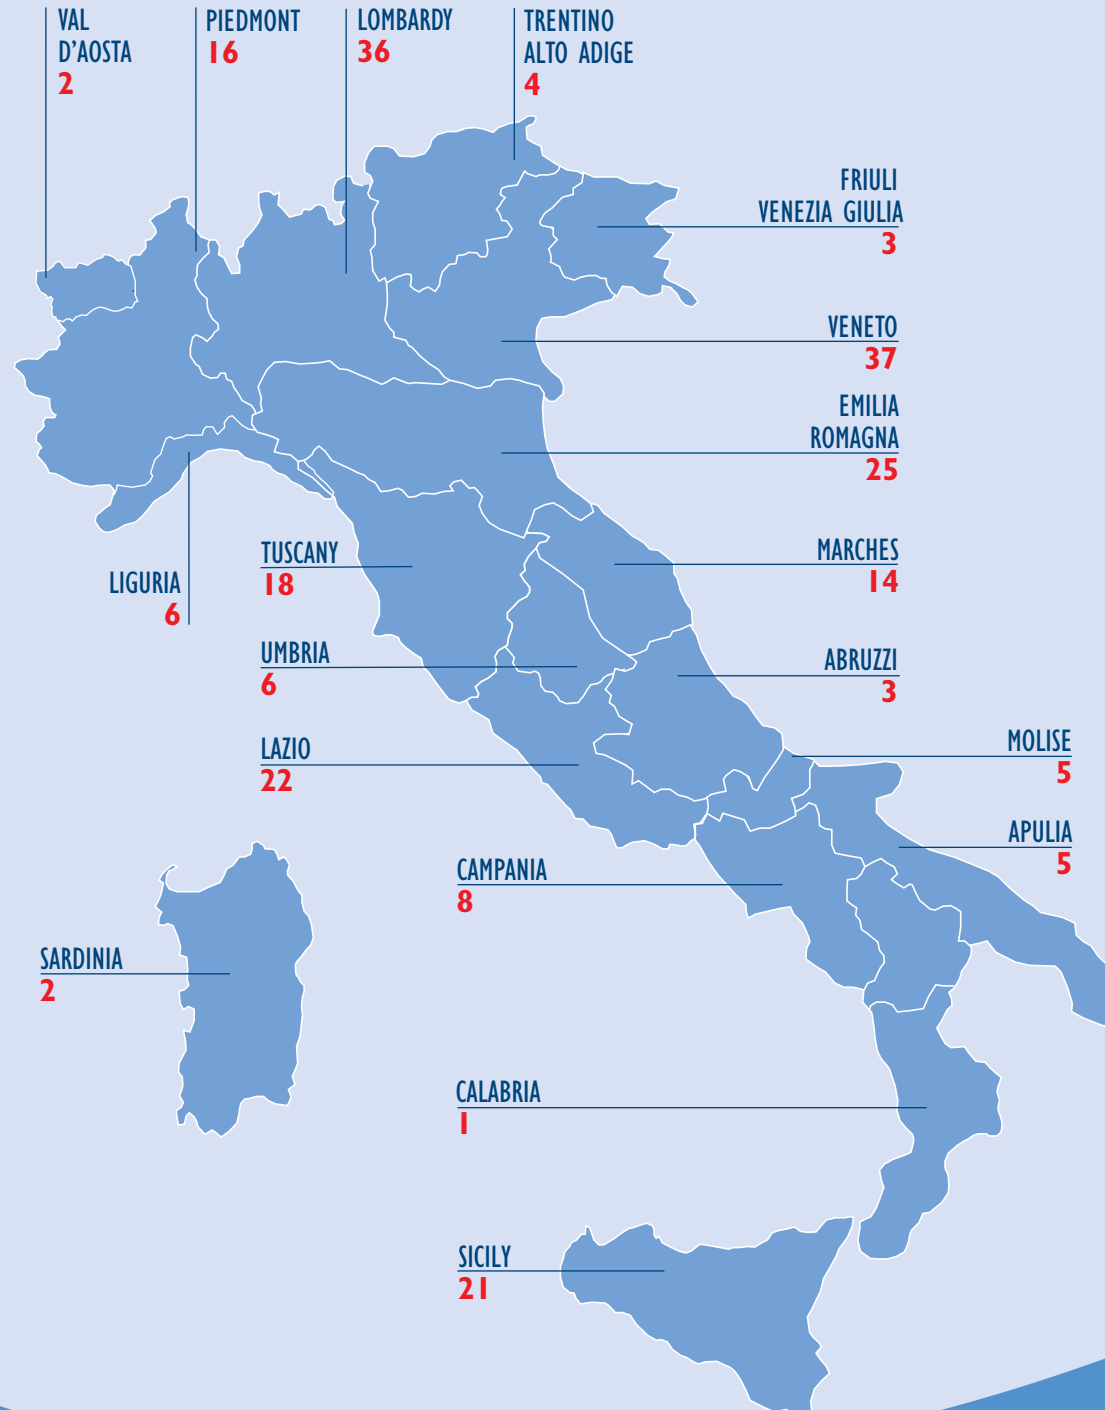 VAL
D'AOSTA
2
PIEDMONT
16
LOMBARDY
36
TRENTINO
ALTO ADIGE
4
FRIULI
VENEZIA GIULIA
3
VENETO
37
EMILIA
ROMAGNA
25
MARCHES
14
TUSCANY
18
LIGURIA
6
UMBRIA
6
ABRUZZI
3
LAZIO
22
MOLISE
5
APULIA
5
CAMPANIA
8
SARDINIA
2
CALABRIA
1
SICILY
21